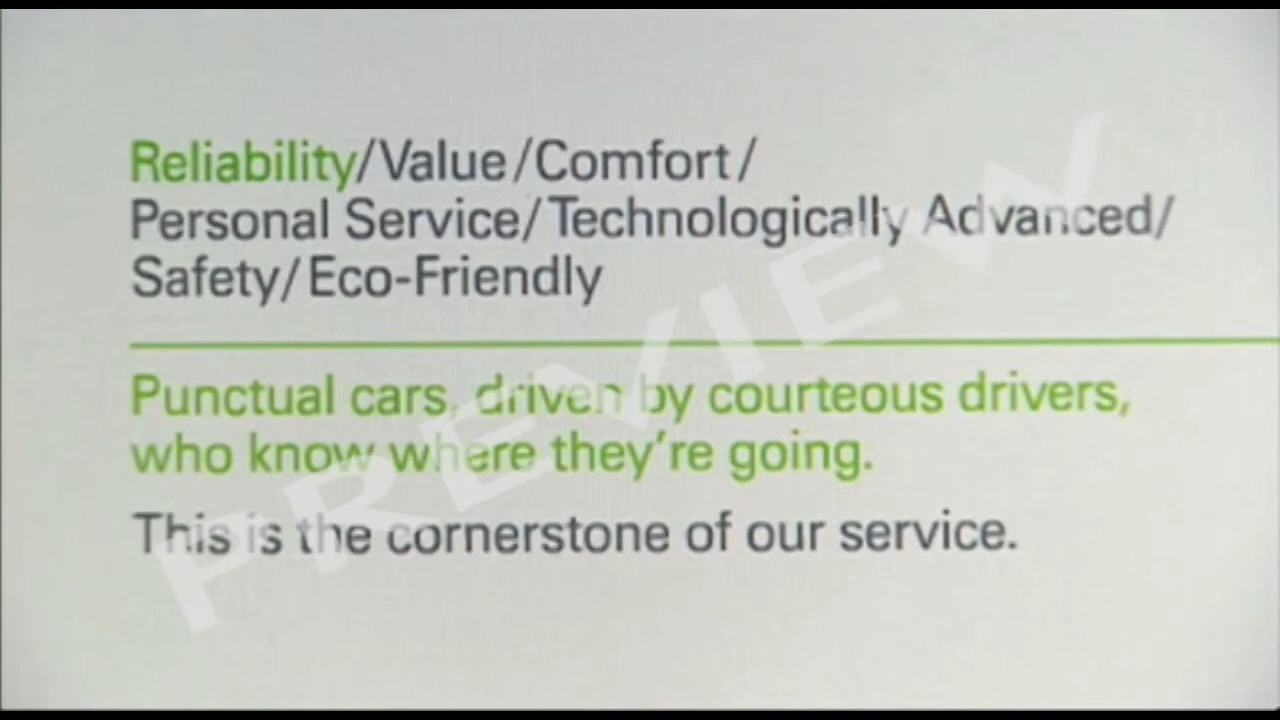 Reliability/Value/Comfort/
Personal Service/Technologically Advanced/
Safety/Eco-Friendly
Punctual cars, driven by courteous drivers,
who know where they're going.
This is the cornerstone of our service.
PREVIEW